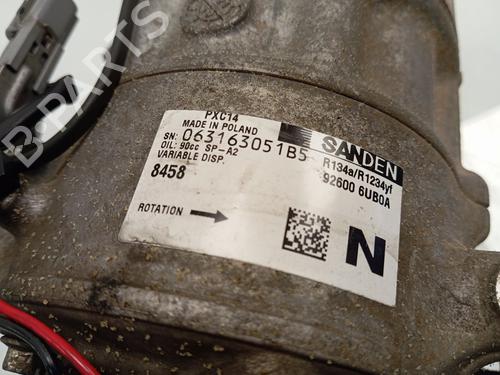 PXC14
MADE IN POLAND
SN: 063163051B5
OIL: 90cc SP-A2
VARIABLE DISP.
8458
ROTATION
SANDEN
R134a/R1234yf
92600 6UB0A
N
B-PARTS